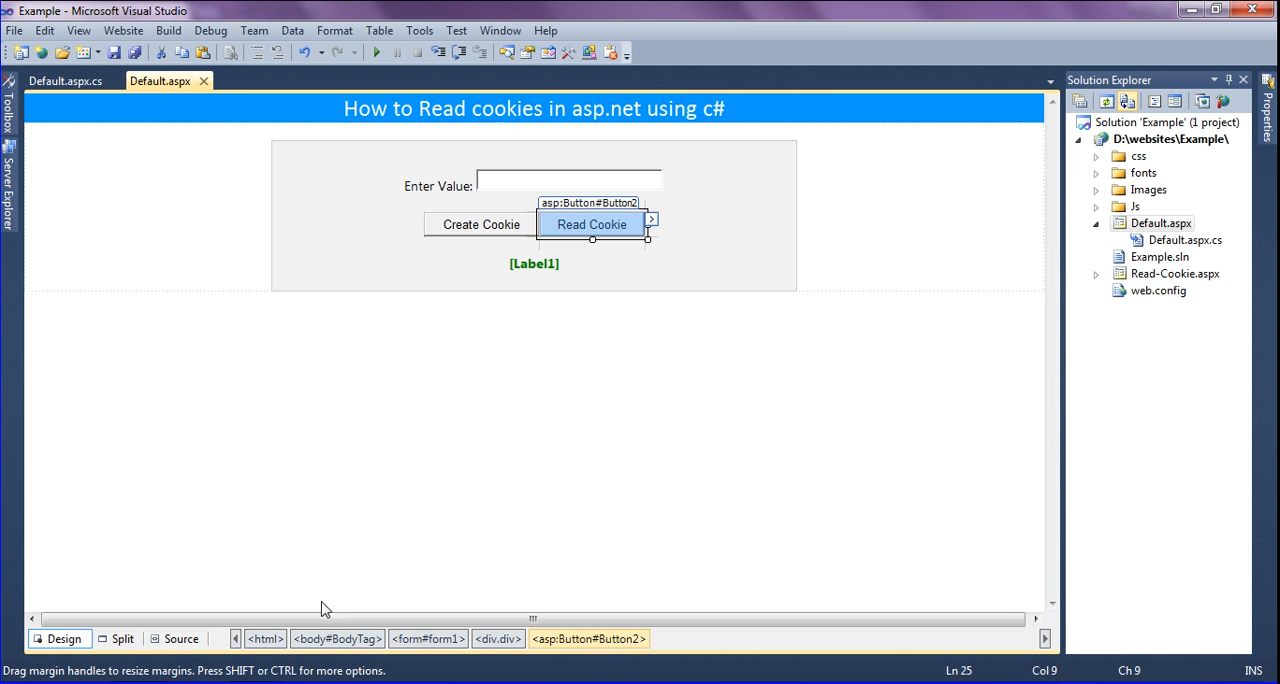 Example - Microsoft Visual Studio
File Edit View Website Build Debug Team Data Format Table Tools Test Window Help
Default.aspx.cs Default.aspx
Solution Explorer
Toolbox
Server Explorer
Properties
How to Read cookies in asp.net using c#
Enter Value:
asp:Button#Button2
Create Cookie Read Cookie
[Label1]
Solution 'Example' (1 project)
D:\websites\Example\
css
fonts
Images
Js
Default.aspx
Default.aspx.cs
Example.sln
Read-Cookie.aspx
web.config
Design Split Source <html> <body#BodyTag> <form#form1> <div.div> <asp:Button#Button2>
Drag margin handles to resize margins. Press SHIFT or CTRL for more options. Ln 25 Col 9 Ch 9 INS